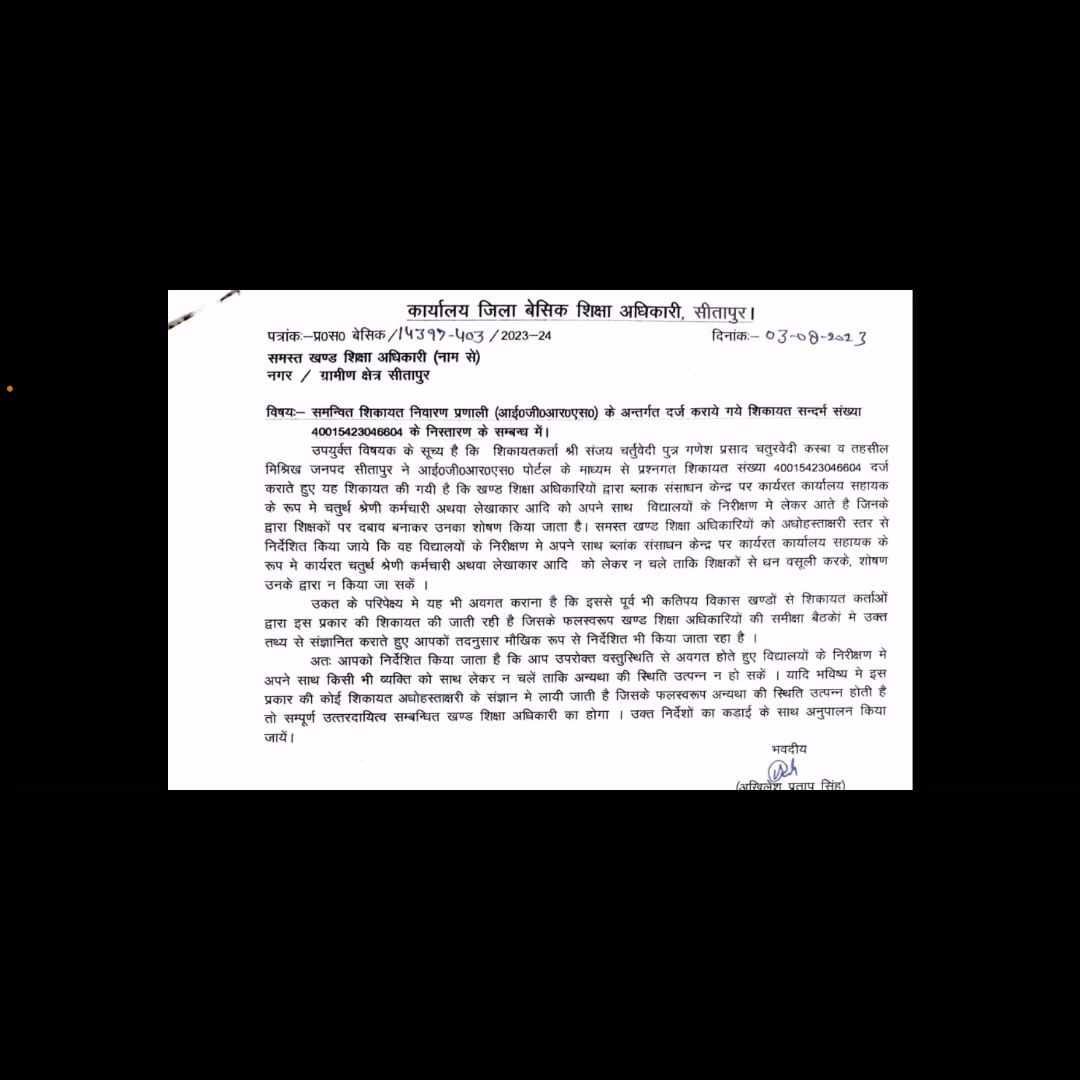 कार्यालय जिला बेसिक शिक्षा अधिकारी, सीतापुर।
पत्रांकः–प्र0स0 बेसिक /14397-403 / 2023–24 दिनांकः– 03-08-2023
समस्त खण्ड शिक्षा अधिकारी (नाम से)
नगर / ग्रामीण क्षेत्र सीतापुर
विषयः– समन्वित शिकायत निवारण प्रणाली (आई0जी0आर0एस0) के अन्तर्गत दर्ज कराये गये शिकायत सन्दर्भ संख्या
40015423046604 के निस्तारण के सम्बन्ध में।
उपर्युक्त विषयक के सूच्य है कि शिकायतकर्ता श्री संजय चर्तुवेदी पुत्र गणेश प्रसाद चतुरवेदी कस्बा व तहसील
मिश्रिख जनपद सीतापुर ने आई0जी0आर0एस0 पोर्टल के माध्यम से प्रश्नगत शिकायत संख्या 40015423046604 दर्ज
कराते हुए यह शिकायत की गयी है कि खण्ड शिक्षा अधिकारियों द्वारा ब्लाक संसाधन केन्द्र पर कार्यरत कार्यालय सहायक
के रूप मे चतुर्थ श्रेणी कर्मचारी अथवा लेखाकार आदि को अपने साथ विद्यालयों के निरीक्षण मे लेकर आते है जिनके
द्वारा शिक्षकों पर दबाव बनाकर उनका शोषण किया जाता है। समस्त खण्ड शिक्षा अधिकारियों को अधोहस्ताक्षरी स्तर से
निर्देशित किया जाये कि वह विद्यालयों के निरीक्षण मे अपने साथ ब्लांक संसाधन केन्द्र पर कार्यरत कार्यालय सहायक के
रूप मे कार्यरत चतुर्थ श्रेणी कर्मचारी अथवा लेखाकार आदि को लेकर न चले ताकि शिक्षकों से धन वसूली करके, शोषण
उनके द्वारा न किया जा सकें ।
उकत के परिपेक्ष्य मे यह भी अवगत कराना है कि इससे पूर्व भी कतिपय विकास खण्डों से शिकायत कर्ताओं
द्वारा इस प्रकार की शिकायत की जाती रही है जिसके फलस्वरूप खण्ड शिक्षा अधिकारियों की समीक्षा बैठकों मे उक्त
तथ्य से संज्ञानित कराते हुए आपकों तदनुसार मौखिक रूप से निर्देशित भी किया जाता रहा है ।
अतः आपको निर्देशित किया जाता है कि आप उपरोक्त वस्तुस्थिति से अवगत होते हुए विद्यालयों के निरीक्षण मे
अपने साथ किसी भी व्यक्ति को साथ लेकर न चलें ताकि अन्यथा की स्थिति उत्पन्न न हो सकें । यादि भविष्य मे इस
प्रकार की कोई शिकायत अधोहस्ताक्षरी के संज्ञान मे लायी जाती है जिसके फलस्वरूप अन्यथा की स्थिति उत्पन्न होती है
तो सम्पूर्ण उत्तरदायित्व सम्बन्धित खण्ड शिक्षा अधिकारी का होगा । उक्त निर्देशों का कड़ाई के साथ अनुपालन किया
जायें।
भवदीय
(अखिलेश प्रताप सिंह)